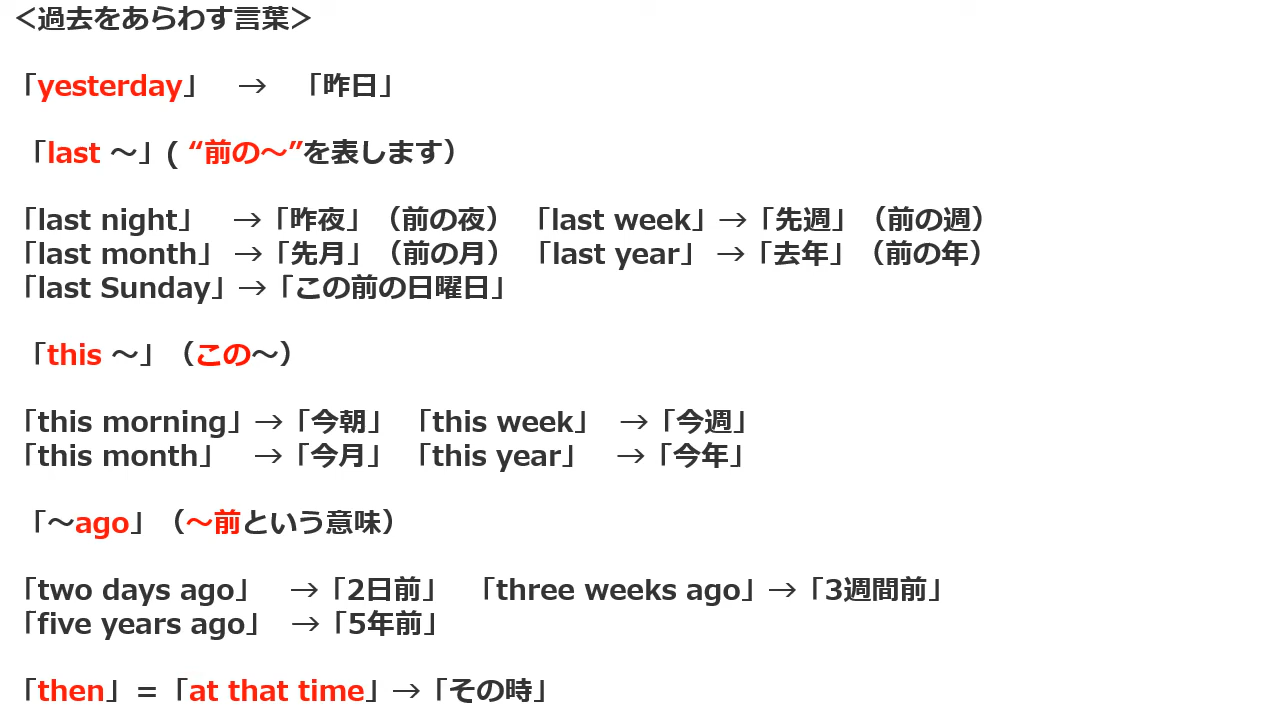 ＜過去をあらわす言葉＞
「yesterday」　→　「昨日」
「last ～」( “前の～”を表します）
「last night」　→「昨夜」（前の夜）　「last week」→「先週」（前の週）
「last month」 →「先月」（前の月）　「last year」 →「去年」（前の年）
「last Sunday」→「この前の日曜日」
「this ～」（この～）
「this morning」→「今朝」　「this week」　→「今週」
「this month」　→「今月」　「this year」　→「今年」
「～ago」（～前という意味）
「two days ago」　→「2日前」　「three weeks ago」→「3週間前」
「five years ago」　→「5年前」
「then」=「at that time」→「その時」